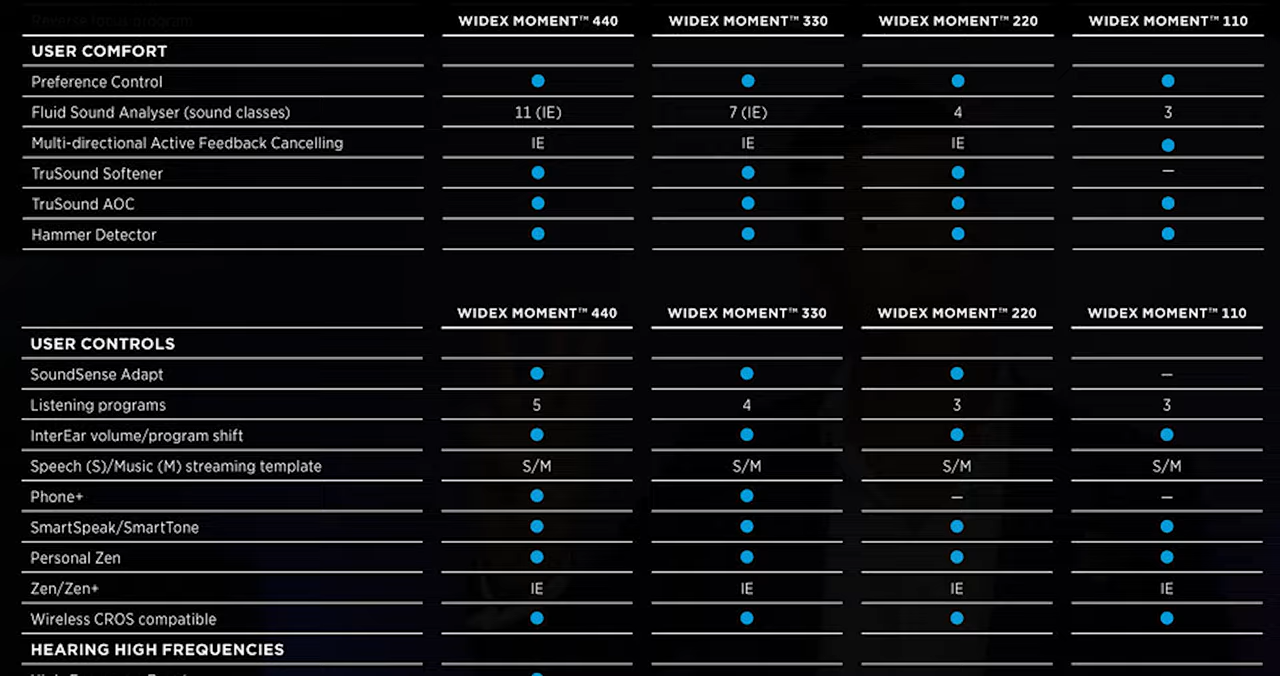 Reverse focus program WIDEX MOMENT™ 440 WIDEX MOMENT™ 330 WIDEX MOMENT™ 220 WIDEX MOMENT™ 110
USER COMFORT
Preference Control ● ● ● ●
Fluid Sound Analyser (sound classes) 11 (IE) 7 (IE) 4 3
Multi-directional Active Feedback Cancelling IE IE IE ●
TruSound Softener ● ● ● —
TruSound AOC ● ● ● ●
Hammer Detector ● ● ● ●
WIDEX MOMENT™ 440 WIDEX MOMENT™ 330 WIDEX MOMENT™ 220 WIDEX MOMENT™ 110
USER CONTROLS
SoundSense Adapt ● ● ● —
Listening programs 5 4 3 3
InterEar volume/program shift ● ● ● ●
Speech (S)/Music (M) streaming template S/M S/M S/M S/M
Phone+ ● ● — —
SmartSpeak/SmartTone ● ● ● ●
Personal Zen ● ● ● ●
Zen/Zen+ IE IE IE IE
Wireless CROS compatible ● ● ● ●
HEARING HIGH FREQUENCIES